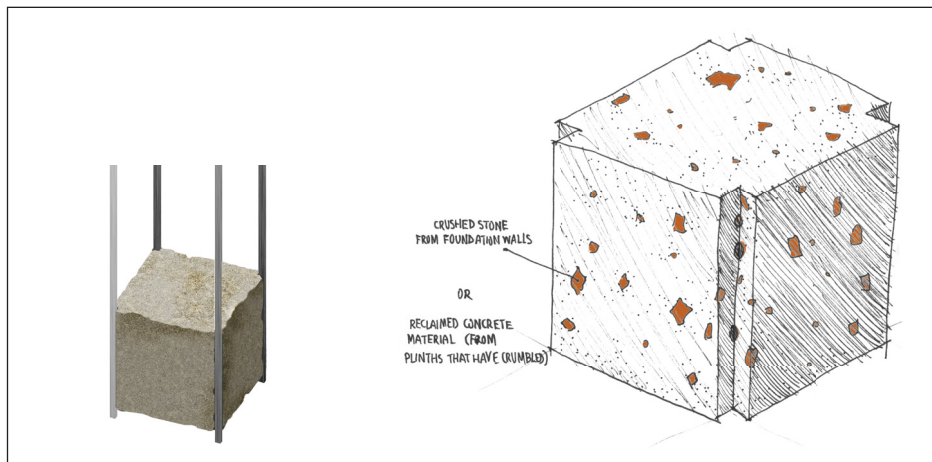 CRUSHED STONE
FROM FOUNDATION WALLS
OR
RECLAIMED CONCRETE
MATERIAL (FROM
PLINTHS THAT HAVE CRUMBLED)